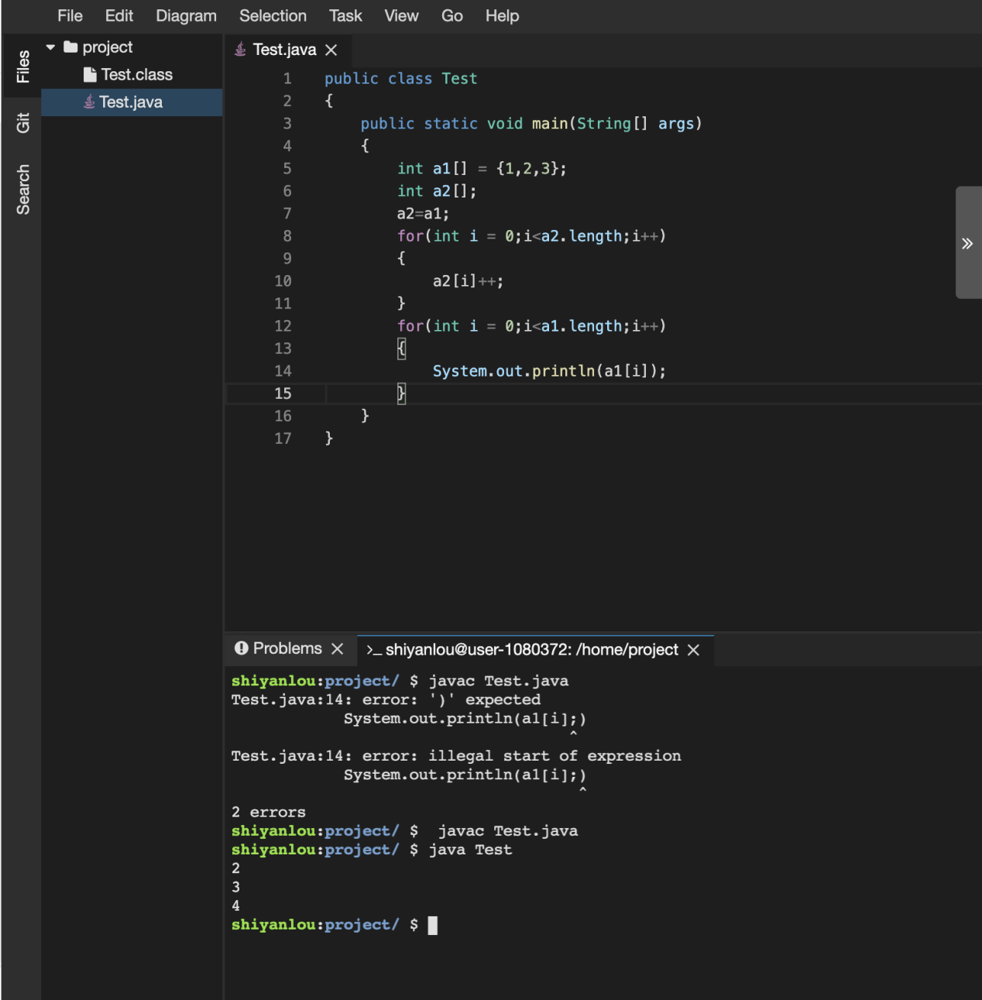 File Edit Diagram Selection Task View Go Help
Files
Git
Search
project
Test.class
Test.java
Test.java
1 public class Test
2 {
3     public static void main(String[] args)
4     {
5         int a1[] = {1,2,3};
6         int a2[];
7         a2=a1;
8         for(int i = 0;i<a2.length;i++)
9         {
10             a2[i]++;
11         }
12         for(int i = 0;i<a1.length;i++)
13         {
14             System.out.println(a1[i]);
15         }
16     }
17 }
Problems
>_ shiyanlou@user-1080372: /home/project
shiyanlou:project/ $ javac Test.java
Test.java:14: error: ')' expected
            System.out.println(a1[i];)
                                    ^
Test.java:14: error: illegal start of expression
            System.out.println(a1[i];)
                                     ^
2 errors
shiyanlou:project/ $  javac Test.java
shiyanlou:project/ $ java Test
2
3
4
shiyanlou:project/ $